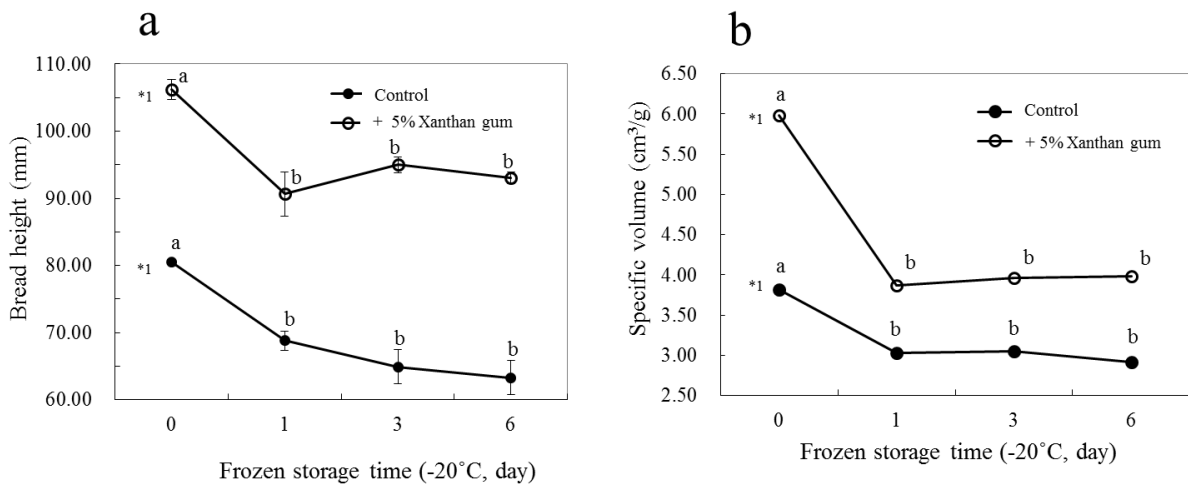 a
110.00
100.00
90.00
80.00
70.00
60.00
Bread height (mm)
Control
+ 5% Xanthan gum
*1
a
b
b
b
*1
a
b
b
b
0 1 3 6
Frozen storage time (-20˚C, day)
b
6.50
6.00
5.50
5.00
4.50
4.00
3.50
3.00
2.50
Specific volume (cm³/g)
Control
+ 5% Xanthan gum
*1
a
b
b
b
*1
a
b
b
b
0 1 3 6
Frozen storage time (-20˚C, day)